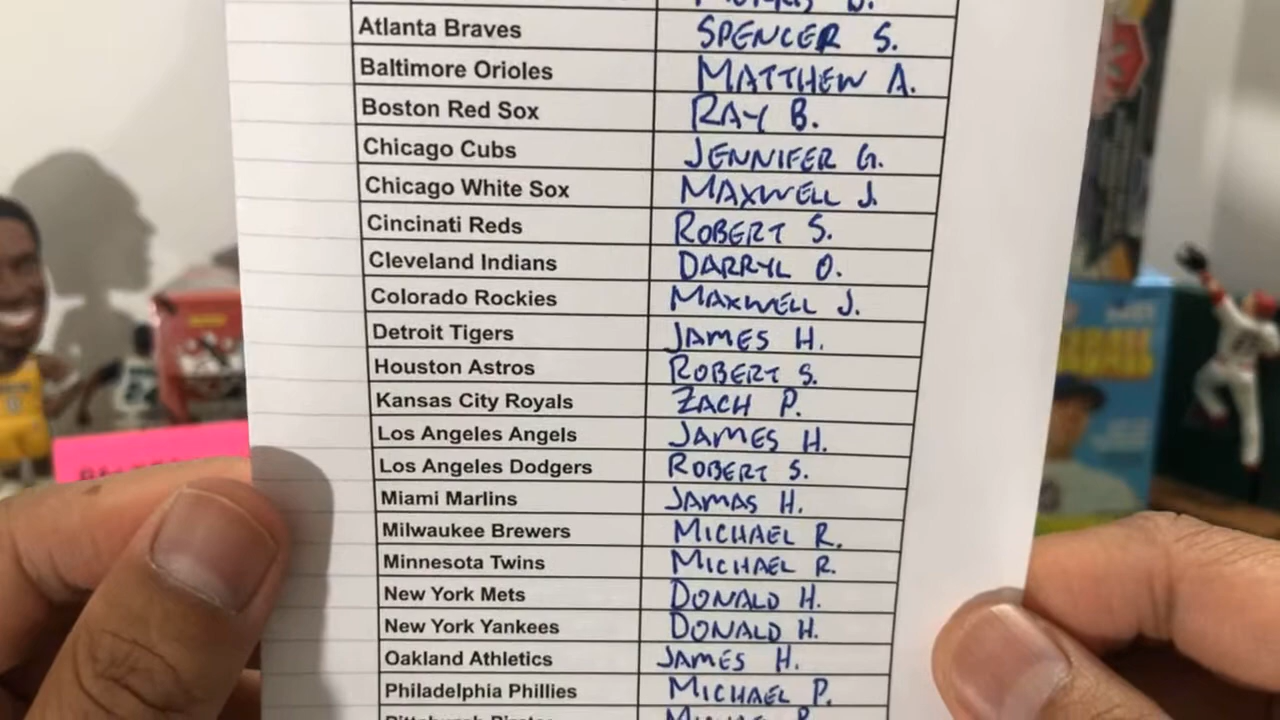 Atlanta Braves SPENCER S.
Baltimore Orioles MATTHEW A.
Boston Red Sox RAY B.
Chicago Cubs JENNIFER G.
Chicago White Sox MAXWELL J.
Cincinati Reds ROBERT S.
Cleveland Indians DARRYL O.
Colorado Rockies MAXWELL J.
Detroit Tigers JAMES H.
Houston Astros ROBERT S.
Kansas City Royals ZACH P.
Los Angeles Angels JAMES H.
Los Angeles Dodgers ROBERT S.
Miami Marlins JAMAS H.
Milwaukee Brewers MICHAEL R.
Minnesota Twins MICHAEL R.
New York Mets DONALD H.
New York Yankees DONALD H.
Oakland Athletics JAMES H.
Philadelphia Phillies MICHAEL P.